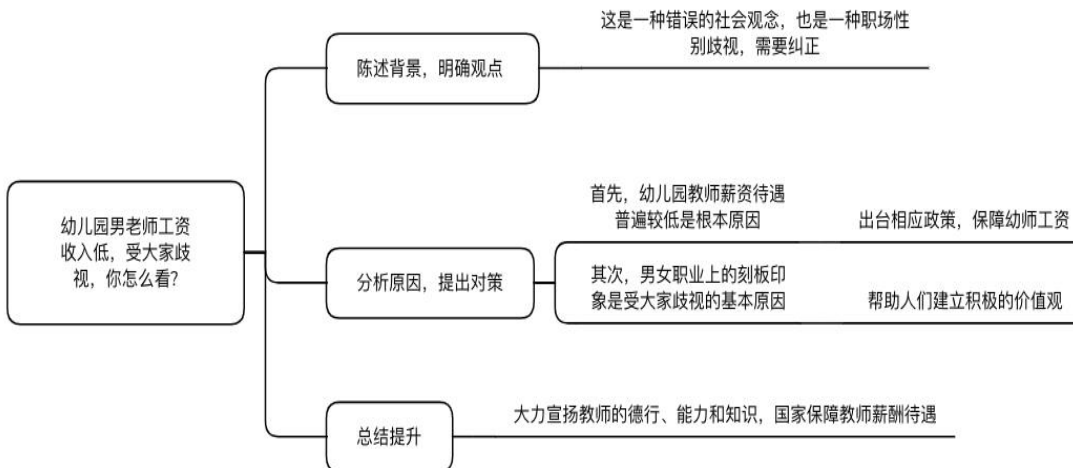 幼儿园男老师工资
收入低，受大家歧
视，你怎么看?
陈述背景，明确观点
这是一种错误的社会观念，也是一种职场性
别歧视，需要纠正
分析原因，提出对策
首先，幼儿园教师薪资待遇
普遍较低是根本原因
出台相应政策，保障幼师工资
其次，男女职业上的刻板印
象是受大家歧视的基本原因
帮助人们建立积极的价值观
总结提升
大力宣扬教师的德行、能力和知识，国家保障教师薪酬待遇